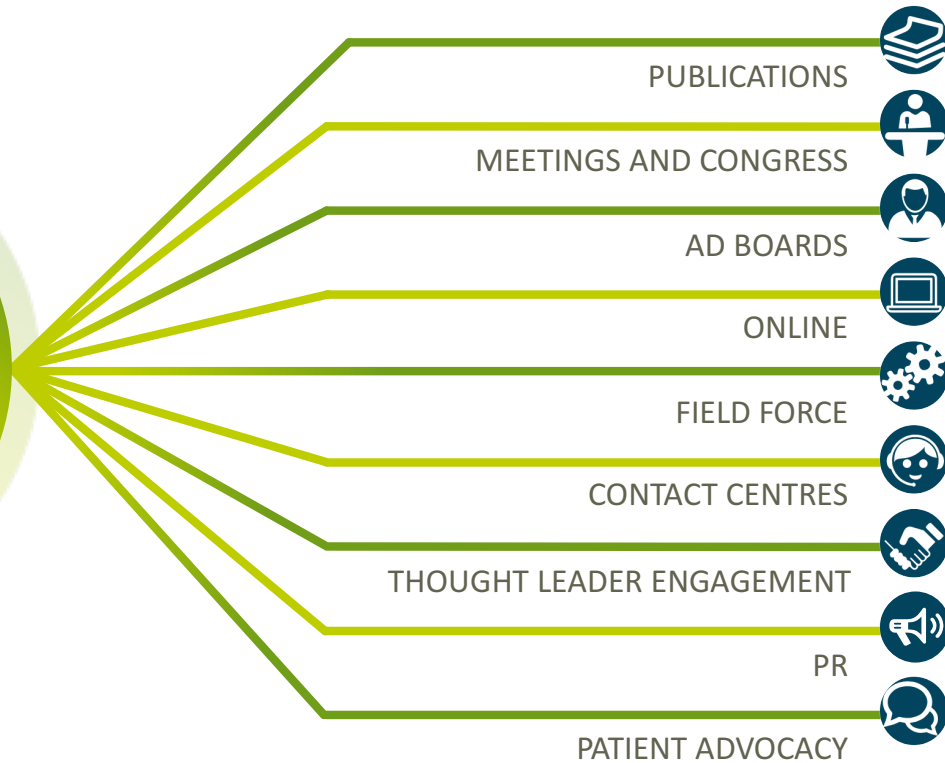 PUBLICATIONS
MEETINGS AND CONGRESS
AD BOARDS
ONLINE
FIELD FORCE
CONTACT CENTRES
THOUGHT LEADER ENGAGEMENT
PR
PATIENT ADVOCACY